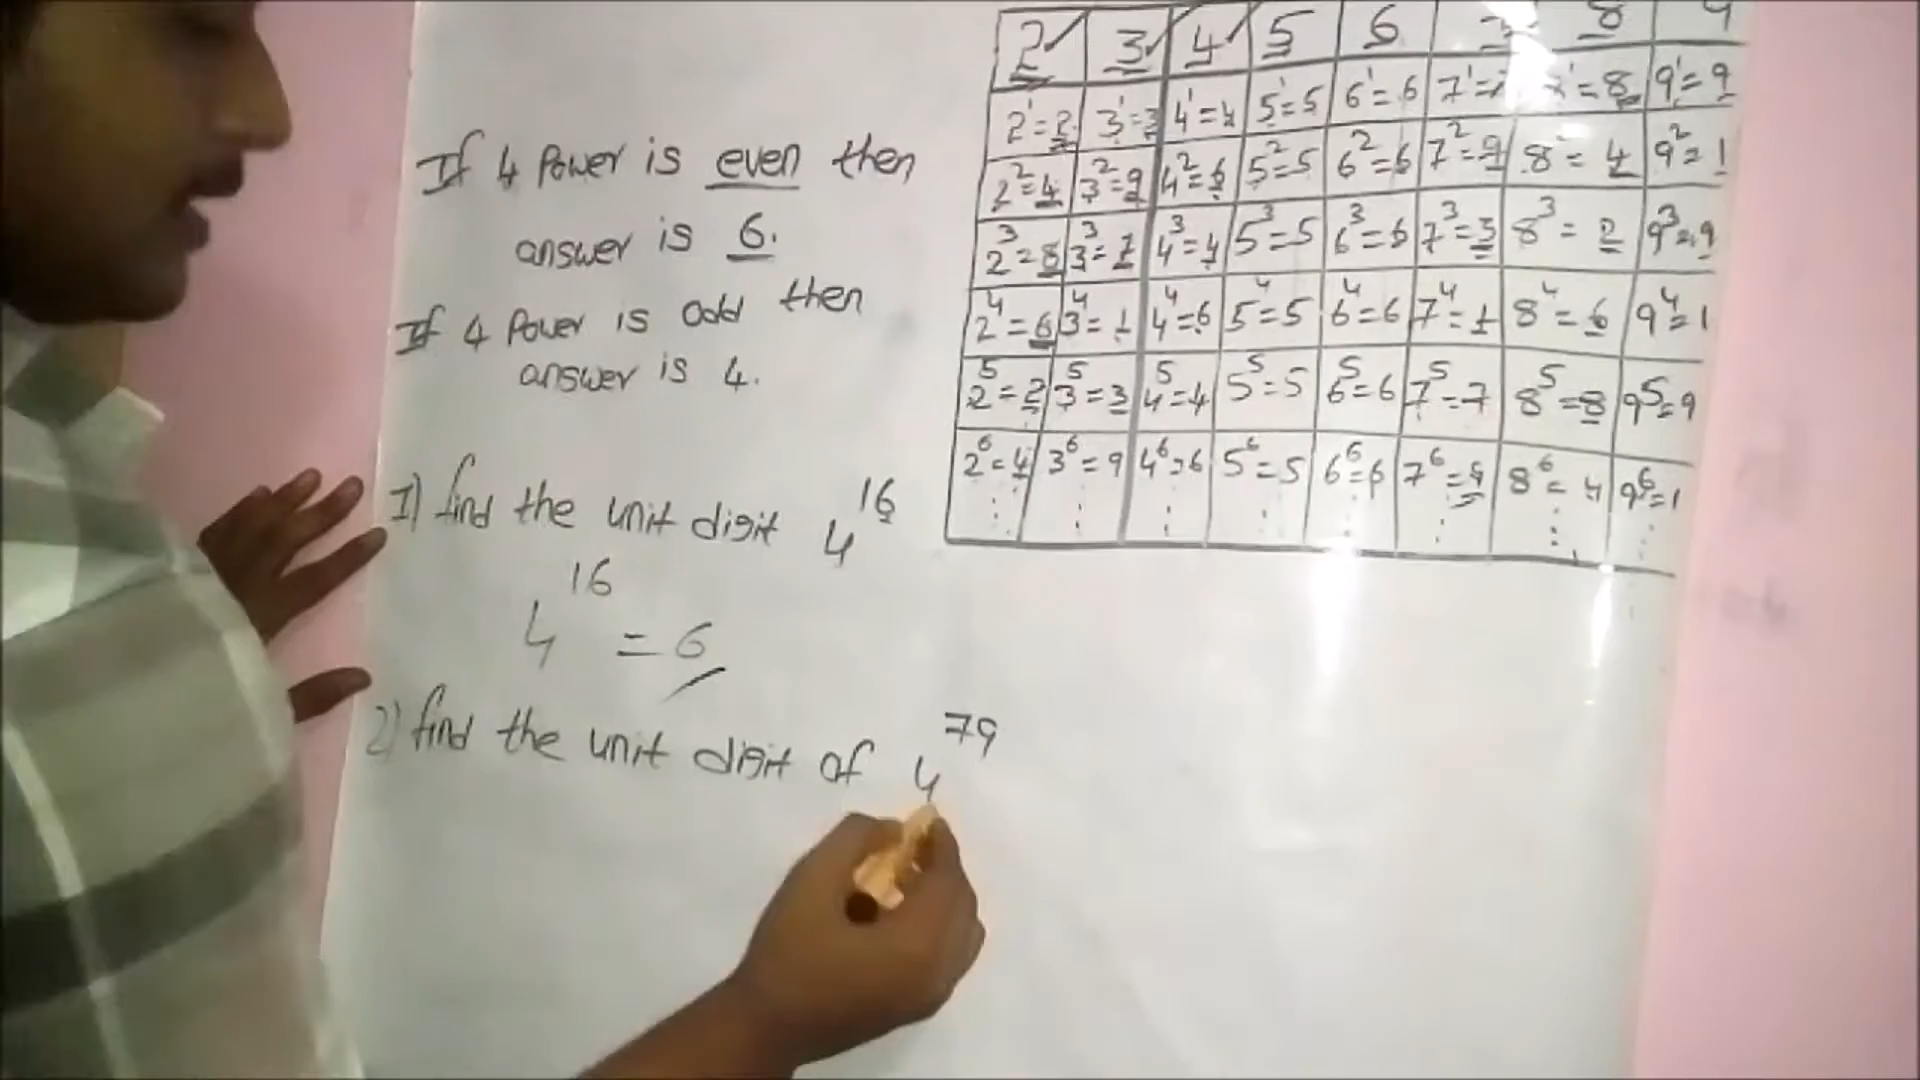 If 4 Power is even then
answer is 6.
If 4 Power is odd then
answer is 4.
1) find the unit digit 4^16
4^16 = 6
2) find the unit digit of 4^79
2 3 4 5 6 8
2^1=2 3^1=3 4^1=4 5^1=5 6^1=6 7^1=7 =8 9^1=9
2^2=4 3^2=9 4^2=6 5^2=5 6^2=6 7^2=9 8^2=4 9^2=1
2^3=8 3^3=7 4^3=4 5^3=5 6^3=6 7^3=3 8^3=2 9^3=9
2^4=6 3^4=1 4^4=6 5^4=5 6^4=6 7^4=1 8^4=6 9^4=1
2^5=2 3^5=3 4^5=4 5^5=5 6^5=6 7^5=7 8^5=8 9^5=9
2^6=4 3^6=9 4^6=6 5^6=5 6^6=6 7^6=9 8^6=4 9^6=1